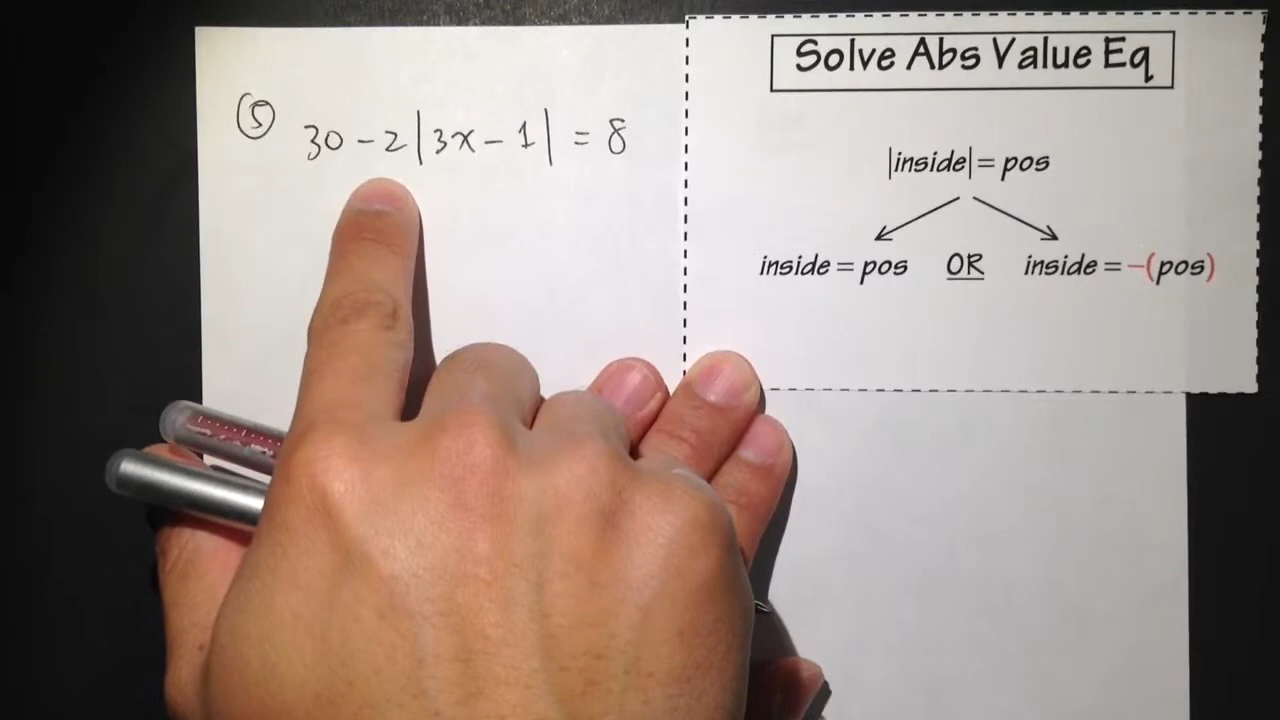 ⑤ 30 - 2|3x - 1| = 8
Solve Abs Value Eq
|inside| = pos
inside = pos OR inside = -(pos)